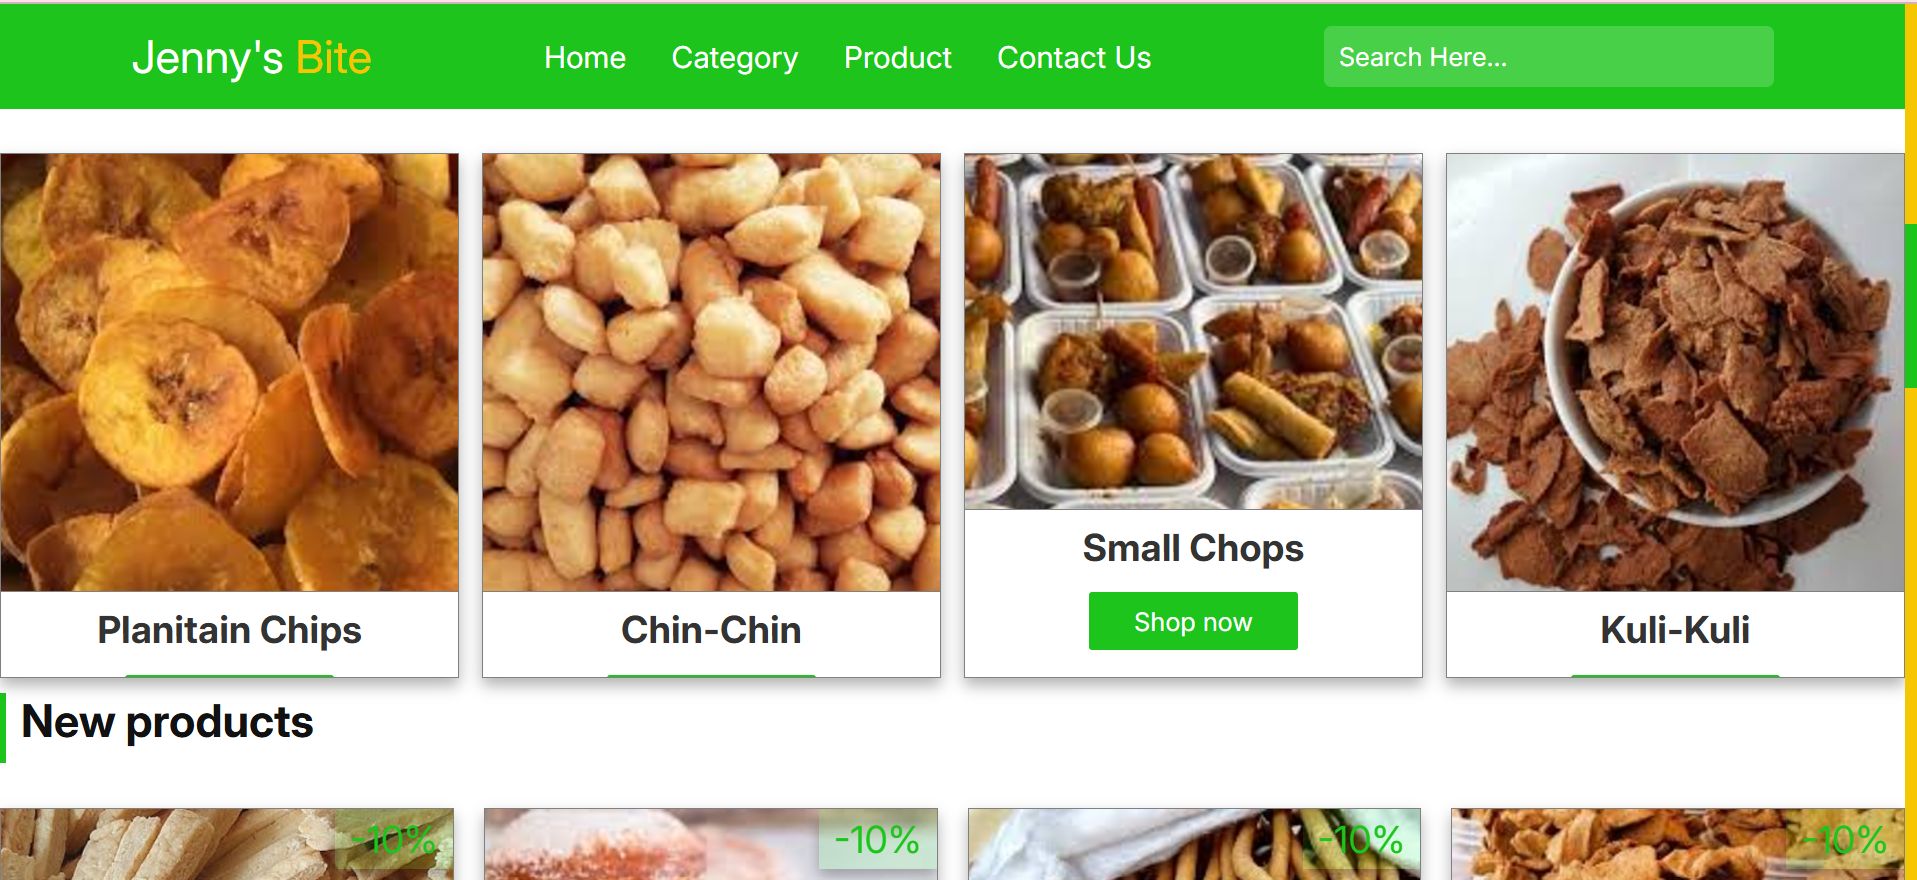 Jenny's Bite
Home Category Product Contact Us
Search Here...
Planitain Chips
Chin-Chin
Small Chops
Shop now
Kuli-Kuli
New products
-10%
-10%
-10%
-10%